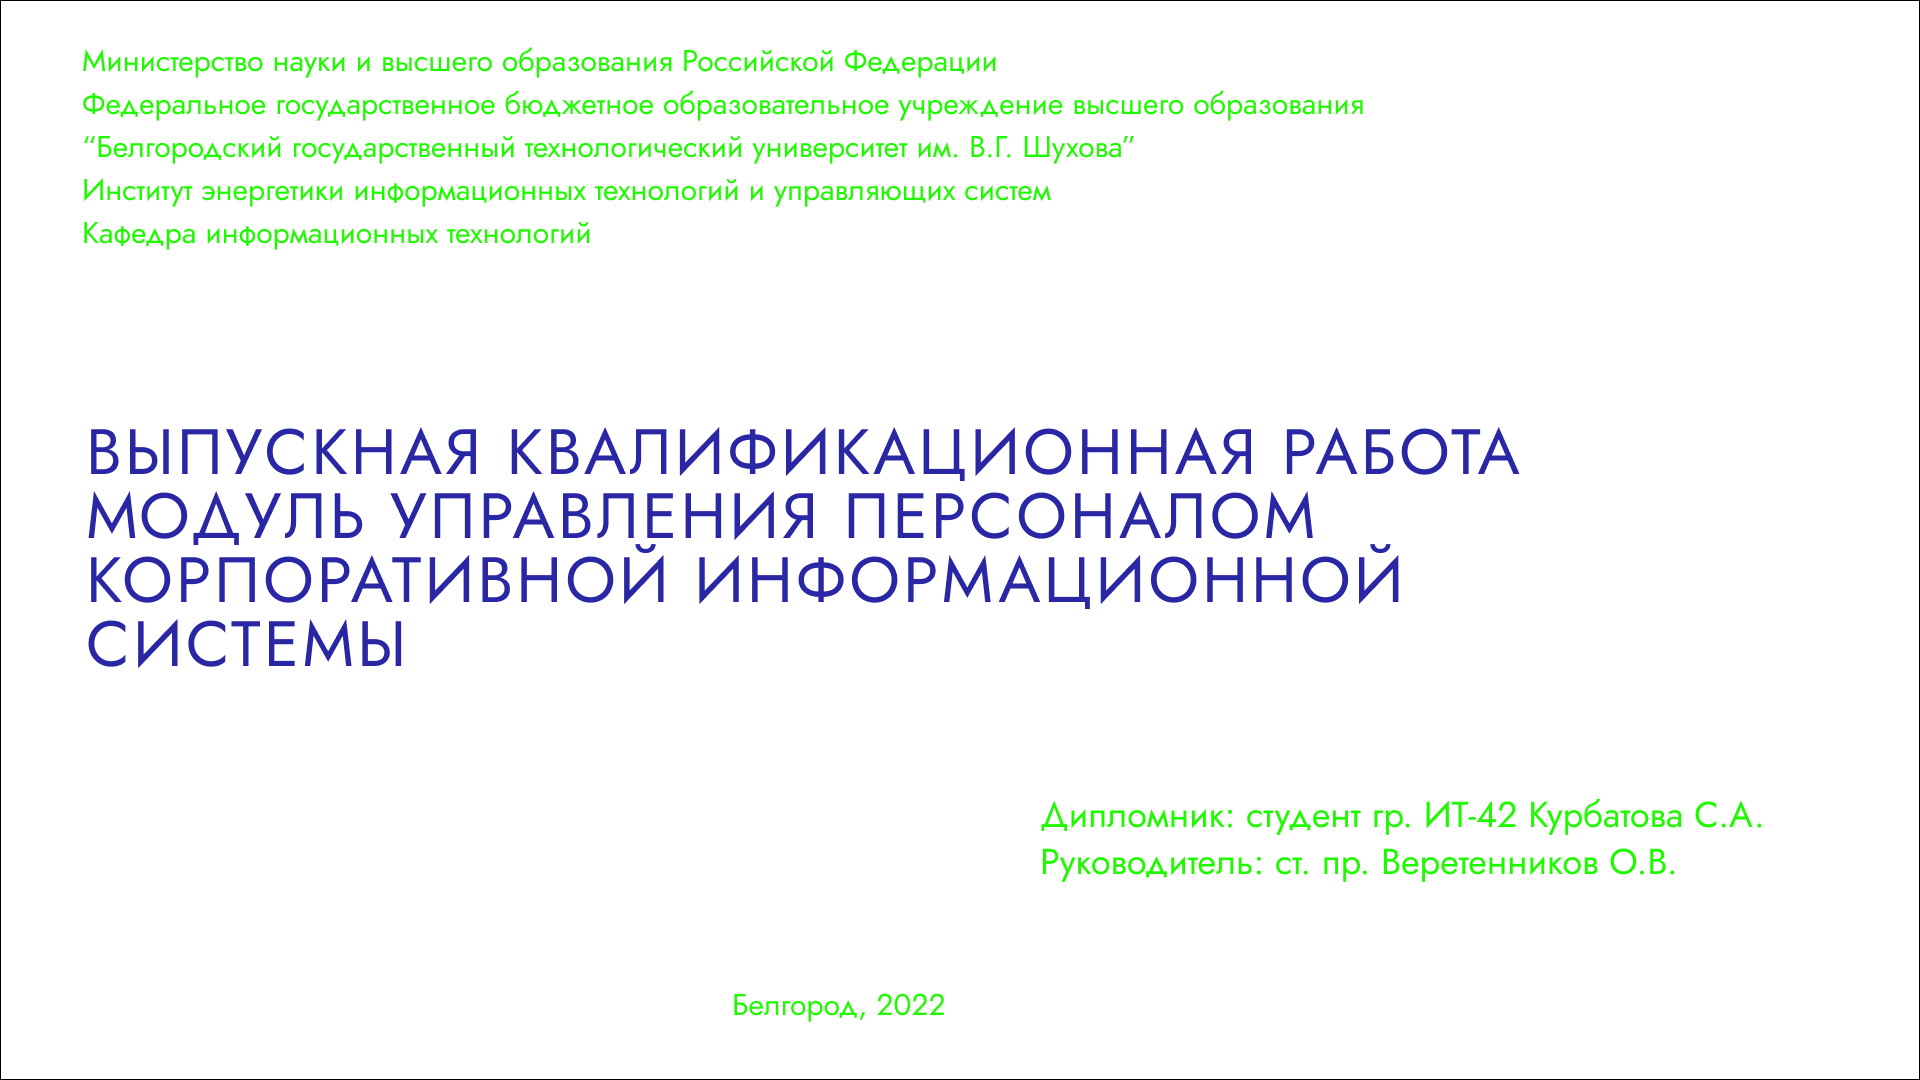 Министерство науки и высшего образования Российской Федерации
Федеральное государственное бюджетное образовательное учреждение высшего образования
“Белгородский государственный технологический университет им. В.Г. Шухова”
Институт энергетики информационных технологий и управляющих систем
Кафедра информационных технологий
ВЫПУСКНАЯ КВАЛИФИКАЦИОННАЯ РАБОТА
МОДУЛЬ УПРАВЛЕНИЯ ПЕРСОНАЛОМ
КОРПОРАТИВНОЙ ИНФОРМАЦИОННОЙ
СИСТЕМЫ
Дипломник: студент гр. ИТ-42 Курбатова С.А.
Руководитель: ст. пр. Веретенников О.В.
Белгород, 2022